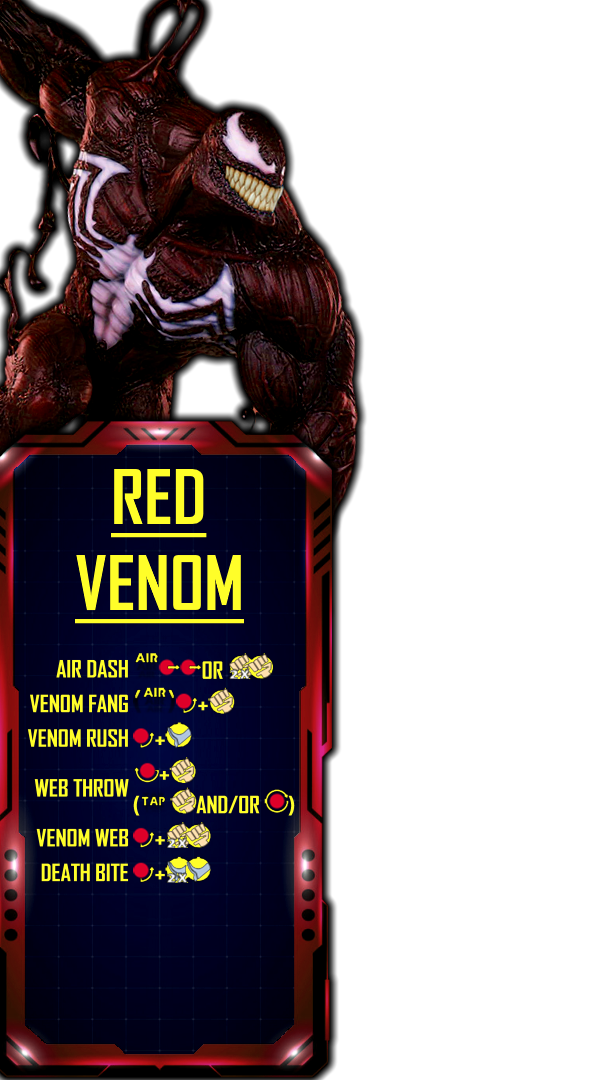 RED
VENOM
AIR DASH AIR OR 2X
VENOM FANG (AIR) +
VENOM RUSH +
WEB THROW +
(TAP AND/OR )
VENOM WEB + 2X
DEATH BITE + 2X